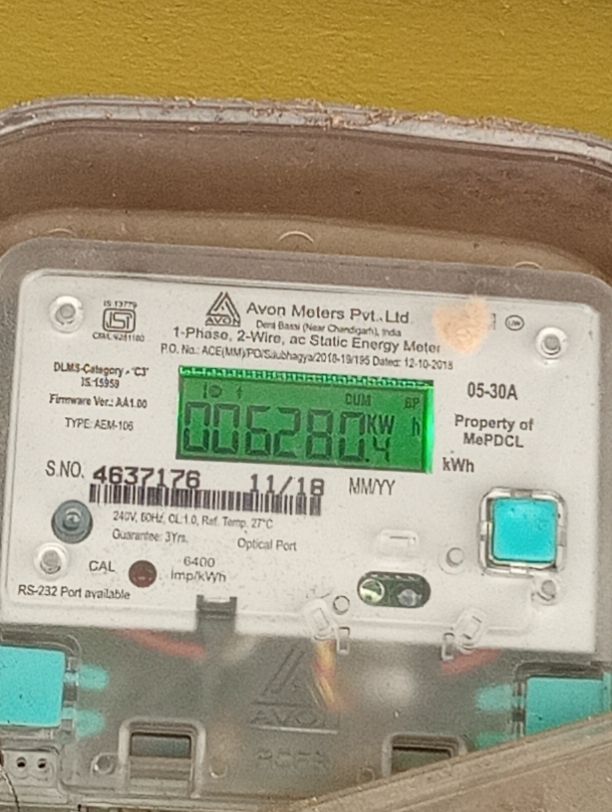 IS 13779
ISI
AVON
Avon Meters Pvt. Ltd.
Dera Bassi (Near Chandigarh), India
1-Phase, 2-Wire, ac Static Energy Meter
P.O. No.: ACE(MM)/PO/Saubhagya/2018-19/195 Dated: 12-10-2018
DLMS-Category - 'C3'
IS:15959
Firmware Ver.: AA1.00
TYPE: AEM-106
CUM
006280.4 KW h
05-30A
Property of
MePDCL
kWh
S.NO. 4637176 11/18 MM/YY
240V, 50Hz, CL:1.0, Ref. Temp. 27°C
Guarantee: 3Yrs.
Optical Port
CAL
6400
imp/kWh
RS-232 Port available
AVON